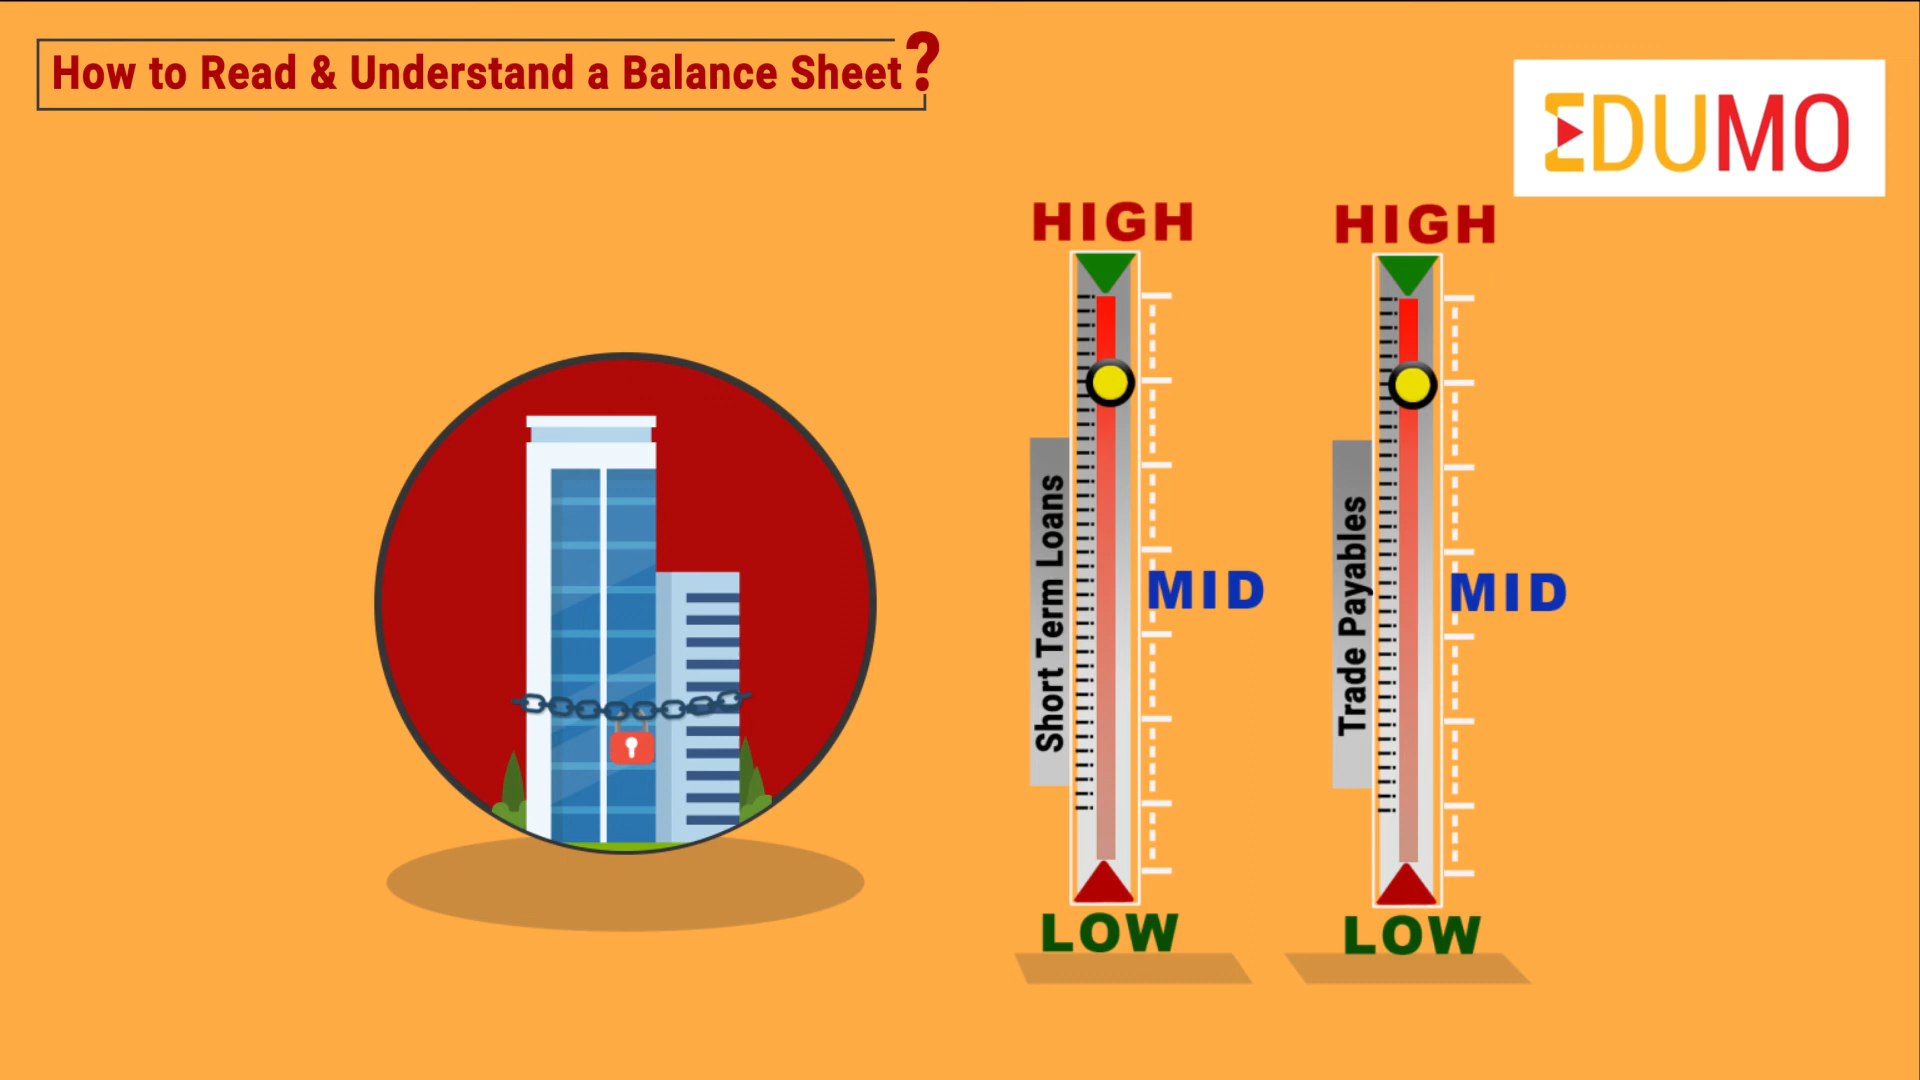 How to Read & Understand a Balance Sheet?
EDUMO
HIGH
HIGH
Short Term Loans
Trade Payables
MID
MID
LOW
LOW